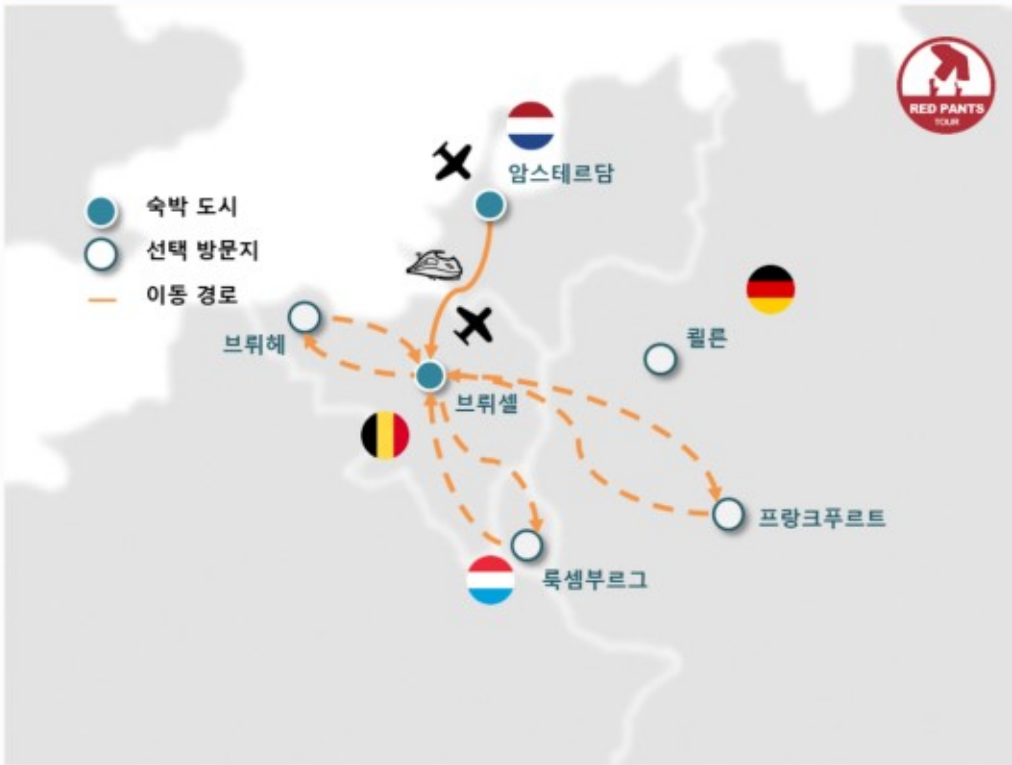 RED PANTS
TOUR
암스테르담
숙박 도시
선택 방문지
이동 경로
브뤼헤
퀼른
브뤼셀
프랑크푸르트
룩셈부르그